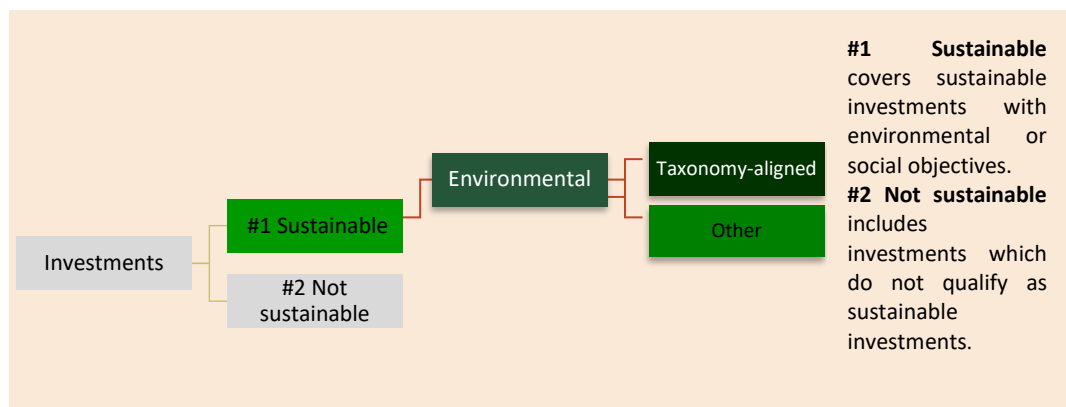 Investments
#1 Sustainable
#2 Not
sustainable
Environmental
Taxonomy-aligned
Other
#1 Sustainable
covers sustainable
investments with
environmental or
social objectives.
#2 Not sustainable
includes
investments which
do not qualify as
sustainable
investments.